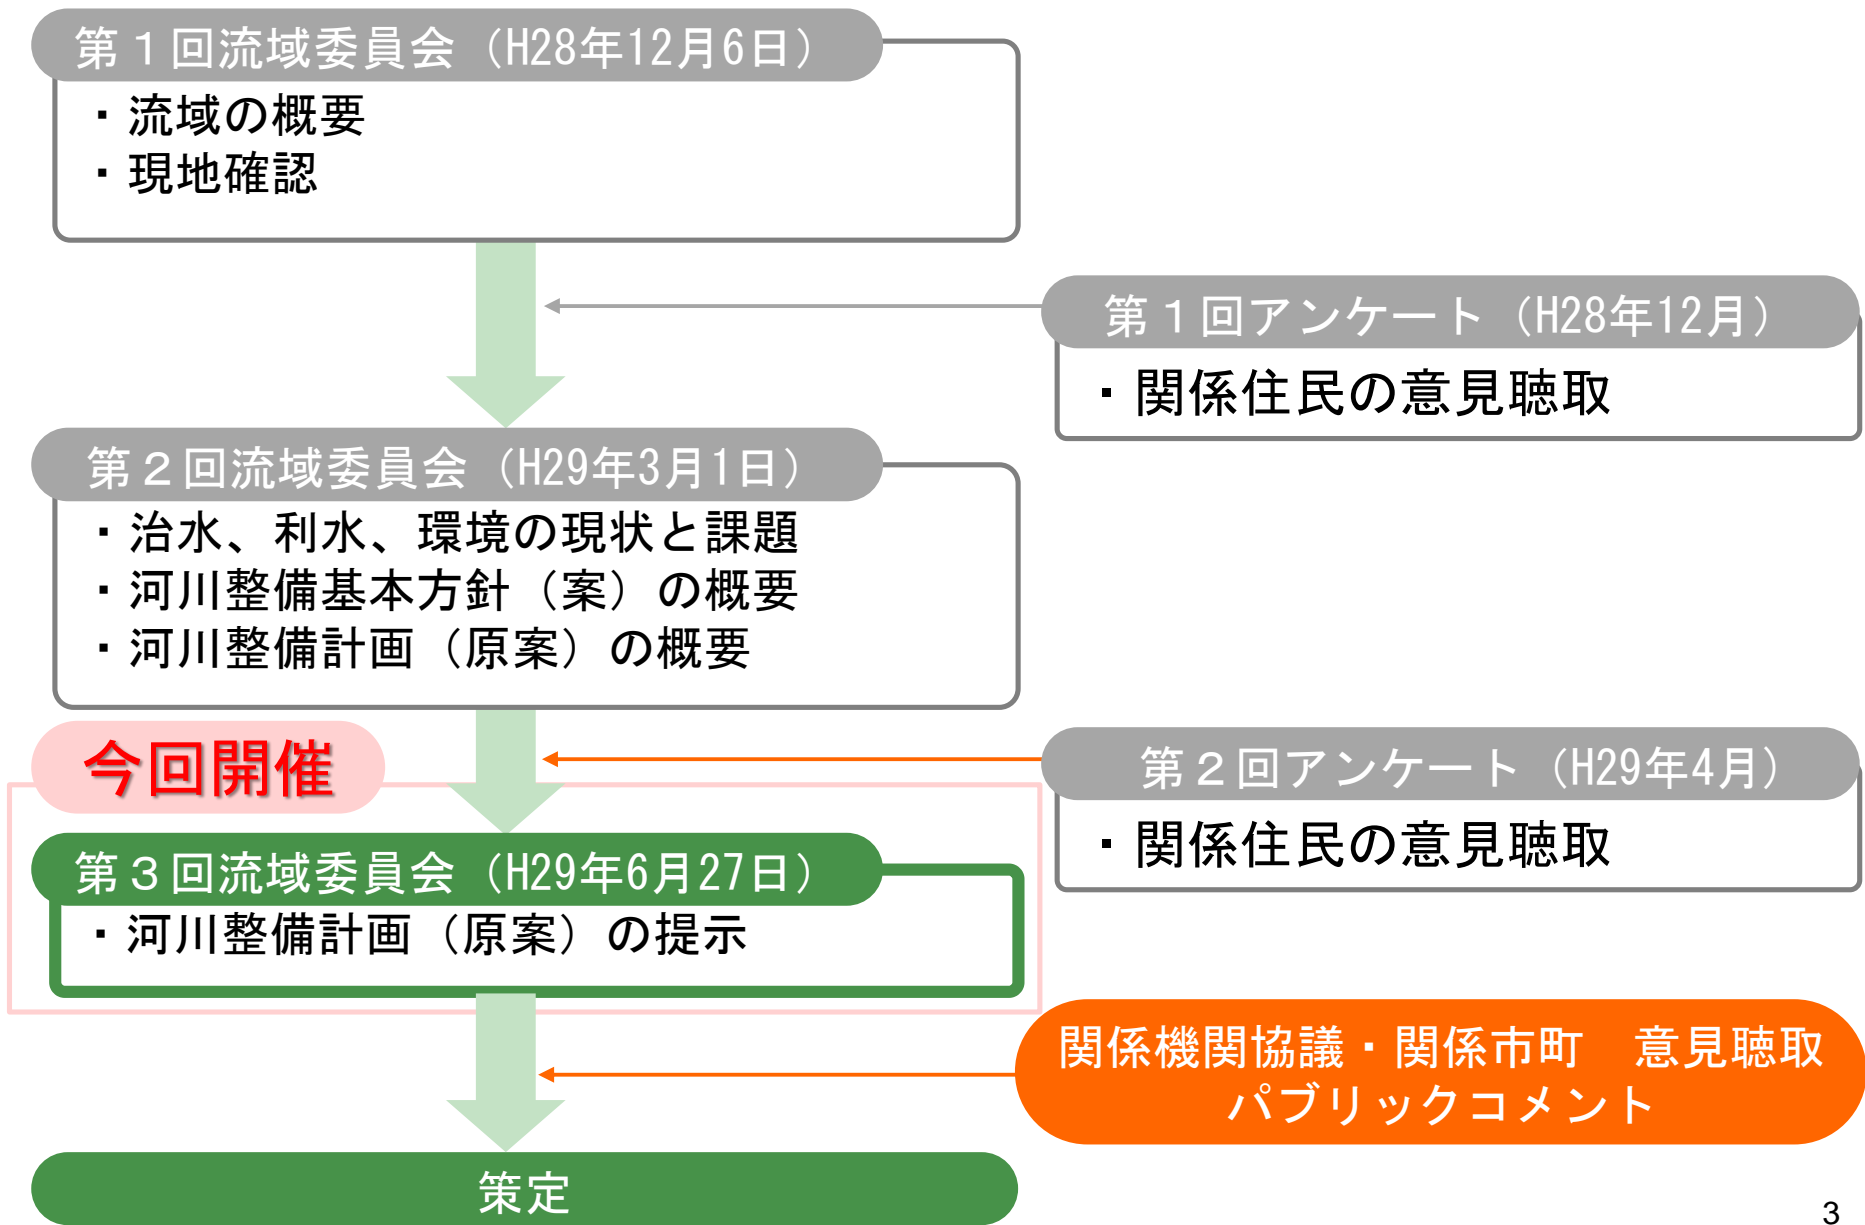 第１回流域委員会（H28年12月6日）
・流域の概要
・現地確認
第１回アンケート（H28年12月）
・関係住民の意見聴取
第２回流域委員会（H29年3月1日）
・治水、利水、環境の現状と課題
・河川整備基本方針（案）の概要
・河川整備計画（原案）の概要
今回開催
第２回アンケート（H29年4月）
・関係住民の意見聴取
第３回流域委員会（H29年6月27日）
・河川整備計画（原案）の提示
関係機関協議・関係市町　意見聴取
パブリックコメント
策定
3